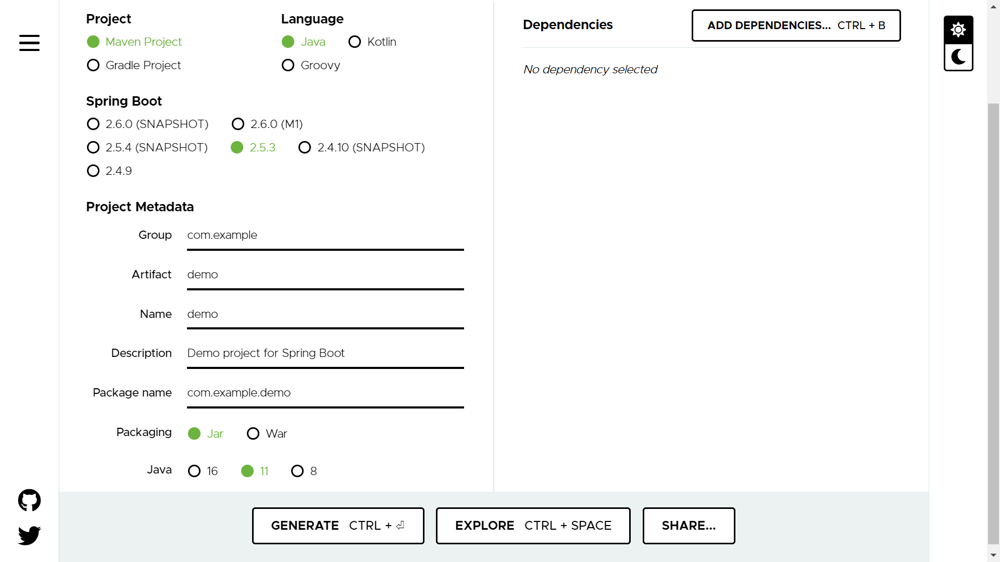 Project
Maven Project
Gradle Project
Language
Java Kotlin
Groovy
Spring Boot
2.6.0 (SNAPSHOT) 2.6.0 (M1)
2.5.4 (SNAPSHOT) 2.5.3 2.4.10 (SNAPSHOT)
2.4.9
Project Metadata
Group com.example
Artifact demo
Name demo
Description Demo project for Spring Boot
Package name com.example.demo
Packaging Jar War
Java 16 11 8
Dependencies
ADD DEPENDENCIES... CTRL + B
No dependency selected
GENERATE CTRL + ⏎
EXPLORE CTRL + SPACE
SHARE...